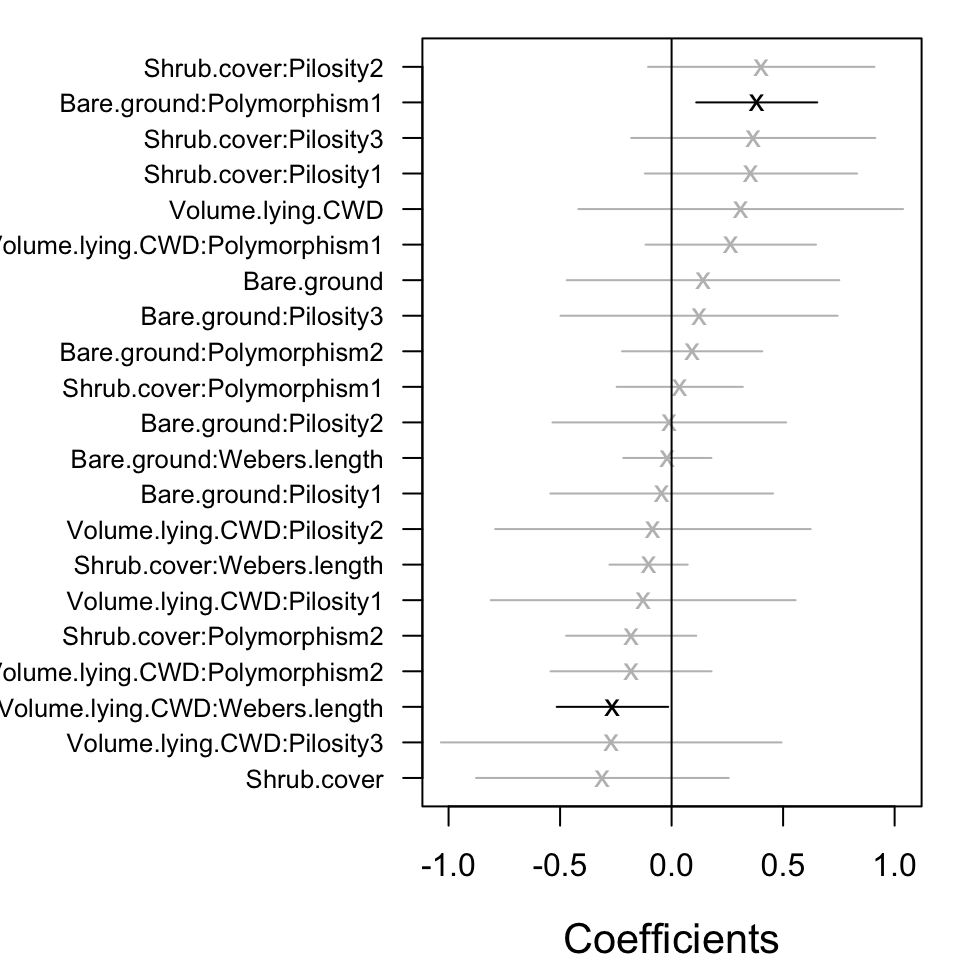 Shrub.cover:Pilosity2
Bare.ground:Polymorphism1
Shrub.cover:Pilosity3
Shrub.cover:Pilosity1
Volume.lying.CWD
Volume.lying.CWD:Polymorphism1
Bare.ground
Bare.ground:Pilosity3
Bare.ground:Polymorphism2
Shrub.cover:Polymorphism1
Bare.ground:Pilosity2
Bare.ground:Webers.length
Bare.ground:Pilosity1
Volume.lying.CWD:Pilosity2
Shrub.cover:Webers.length
Volume.lying.CWD:Pilosity1
Shrub.cover:Polymorphism2
Volume.lying.CWD:Polymorphism2
Volume.lying.CWD:Webers.length
Volume.lying.CWD:Pilosity3
Shrub.cover
-1.0 -0.5 0.0 0.5 1.0
Coefficients